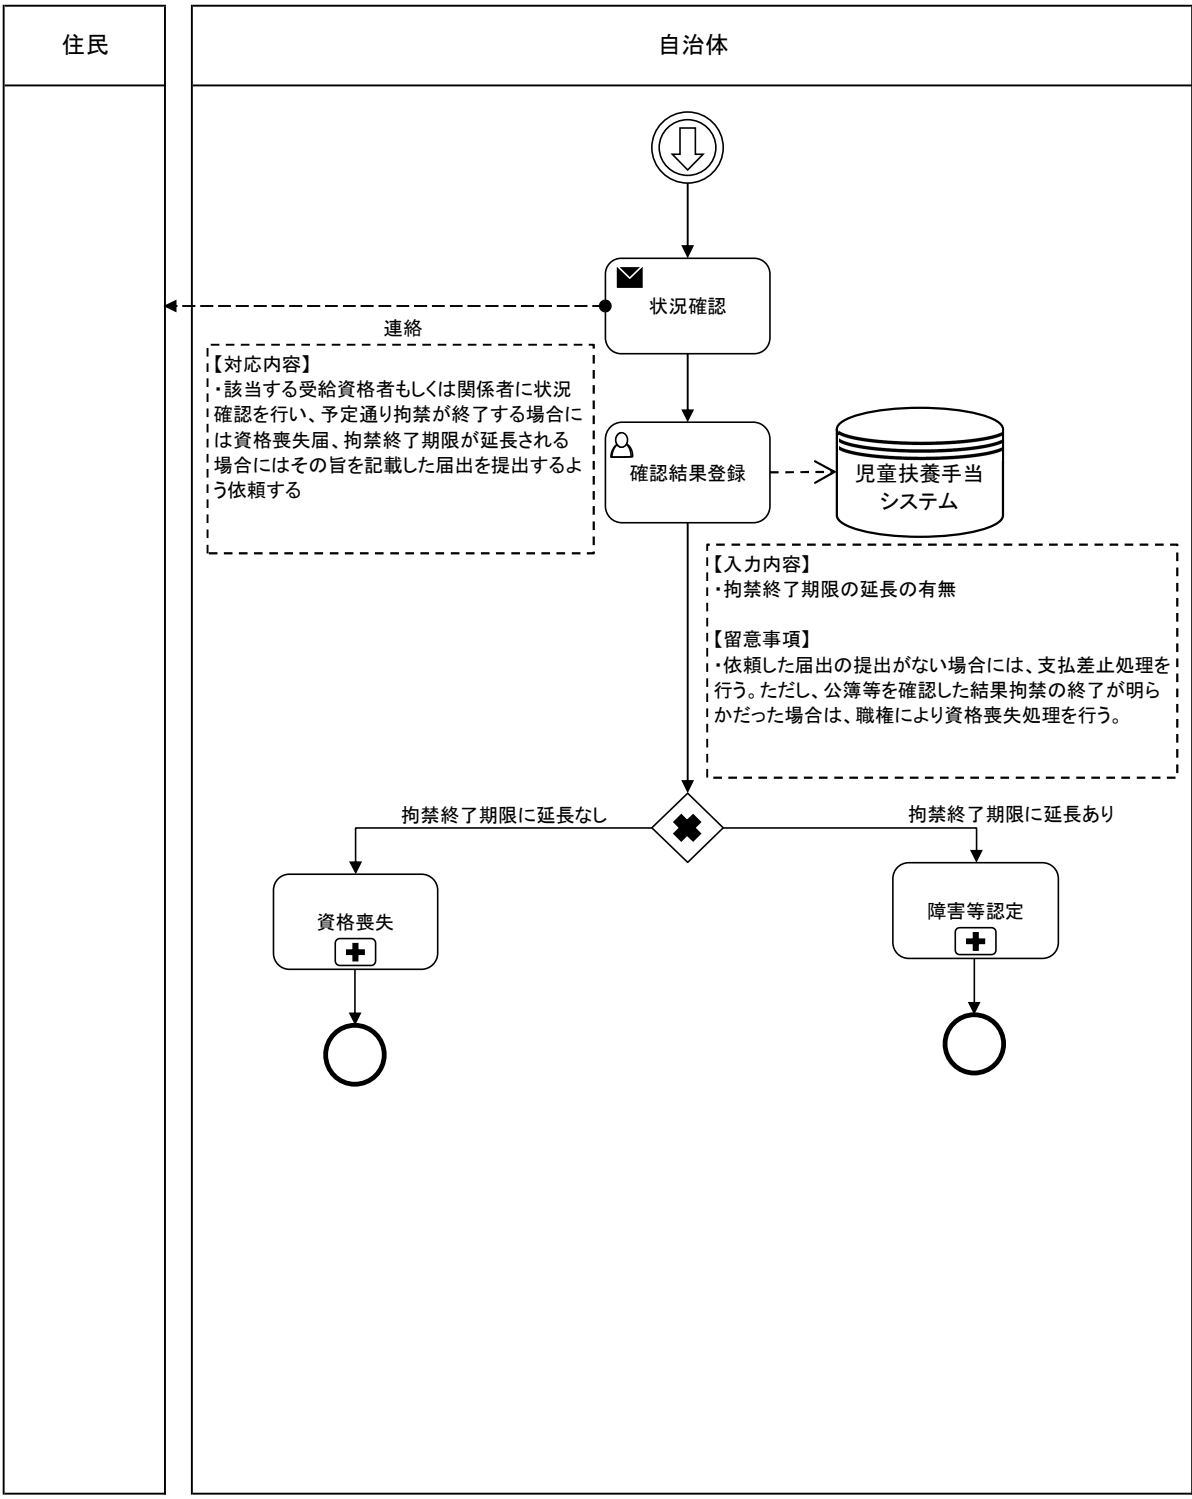 住民
自治体
状況確認
連絡
【対応内容】
・該当する受給資格者もしくは関係者に状況
確認を行い、予定通り拘禁が終了する場合に
は資格喪失届、拘禁終了期限が延長される
場合にはその旨を記載した届出を提出するよ
う依頼する
確認結果登録
児童扶養手当
システム
【入力内容】
・拘禁終了期限の延長の有無
【留意事項】
・依頼した届出の提出がない場合には、支払差止処理を
行う。ただし、公簿等を確認した結果拘禁の終了が明ら
かだった場合は、職権により資格喪失処理を行う。
拘禁終了期限に延長なし
拘禁終了期限に延長あり
資格喪失
障害等認定